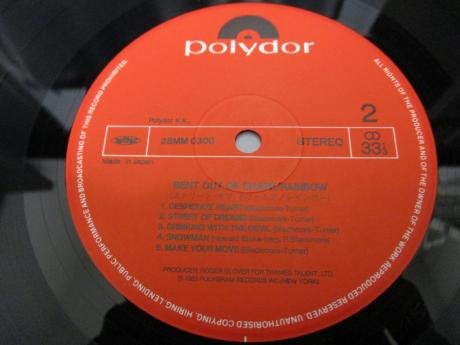 polydor
Polydor K.K.,
2
28MM 0300
STEREO
33⅓
Made in Japan
BENT OUT OF SHAPE/RAINBOW
1. DESPERATE HEART (Blackmore-Turner)
2. STREET OF DREAMS (Blackmore-Turner)
3. DRINKING WITH THE DEVIL (Blackmore-Turner)
4. SNOWMAN (Howard Blake-Arrg. R.Blackmore)
5. MAKE YOUR MOVE (Blackmore-Turner)
PRODUCER: ROGER GLOVER FOR THAMES TALENT, LTD.
℗ 1983 POLYGRAM RECORDS INC.(NEW YORK).
ALL RIGHTS OF THE PRODUCER AND OF THE OWNER OF THE WORK REPRODUCED RESERVED. UNAUTHORISED COPYING, HIRING, LENDING, PUBLIC PERFORMANCE AND BROADCASTING OF THIS RECORD PROHIBITED.